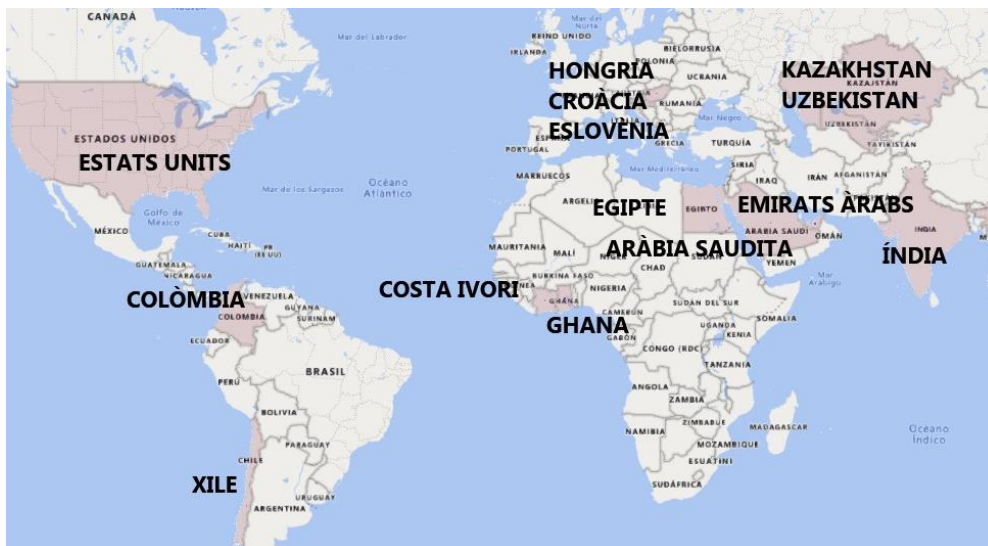 CANADÁ
Mar del Labrador
Mar del Norte
REINO UNIDO
IRLANDA
BIELORRUSIA
POLONIA
HONGRIA
UCRANIA
KAZAKHSTAN
KAZAJSTÁN
CROÀCIA
RUMANIA
UZBEKISTAN
Mar Negro
UZBEKISTÁN
ESLOVÈNIA
ESTADOS UNIDOS
PORTUGAL
GRECIA
TURQUÍA
TAYIKISTÁN
ESTATS UNITS
SIRIA
Mar Mediterráneo
MARRUECOS
IRAQ
IRÁN
AFGANISTÁN
Océano Atlántico
Mar de los Sargazos
EGIPTE
EGIPTO
EMIRATS ÀRABS
Golfo de México
MÉXICO
CUBA
HAITÍ
PR (EE UU)
ARABIA SAUDÍ
OMÁN
INDIA
MAURITANIA
MALÍ
NÍGER
ARÀBIA SAUDITA
SUDÁN
YEMEN
ÍNDIA
GUATEMALA
NICARAGUA
CHAD
Mar Arábigo
BURKINA FASO
COSTA IVORI
NIGERIA
COLÒMBIA
VENEZUELA
GHANA
SUDÁN DEL SUR
GUYANA
SURINAM
COLOMBIA
CAMERÚN
SOMALIA
GHANA
ECUADOR
GABÓN
UGANDA
KENIA
CONGO (RDC)
TANZANIA
BRASIL
PERÚ
ANGOLA
ZAMBIA
BOLIVIA
ZIMBABUE
MADAGASCAR
NAMIBIA
MOZAMBIQUE
Océano Índico
PARAGUAY
CHILE
ESUATINI
XILE
SUDÁFRICA
URUGUAY
ARGENTINA